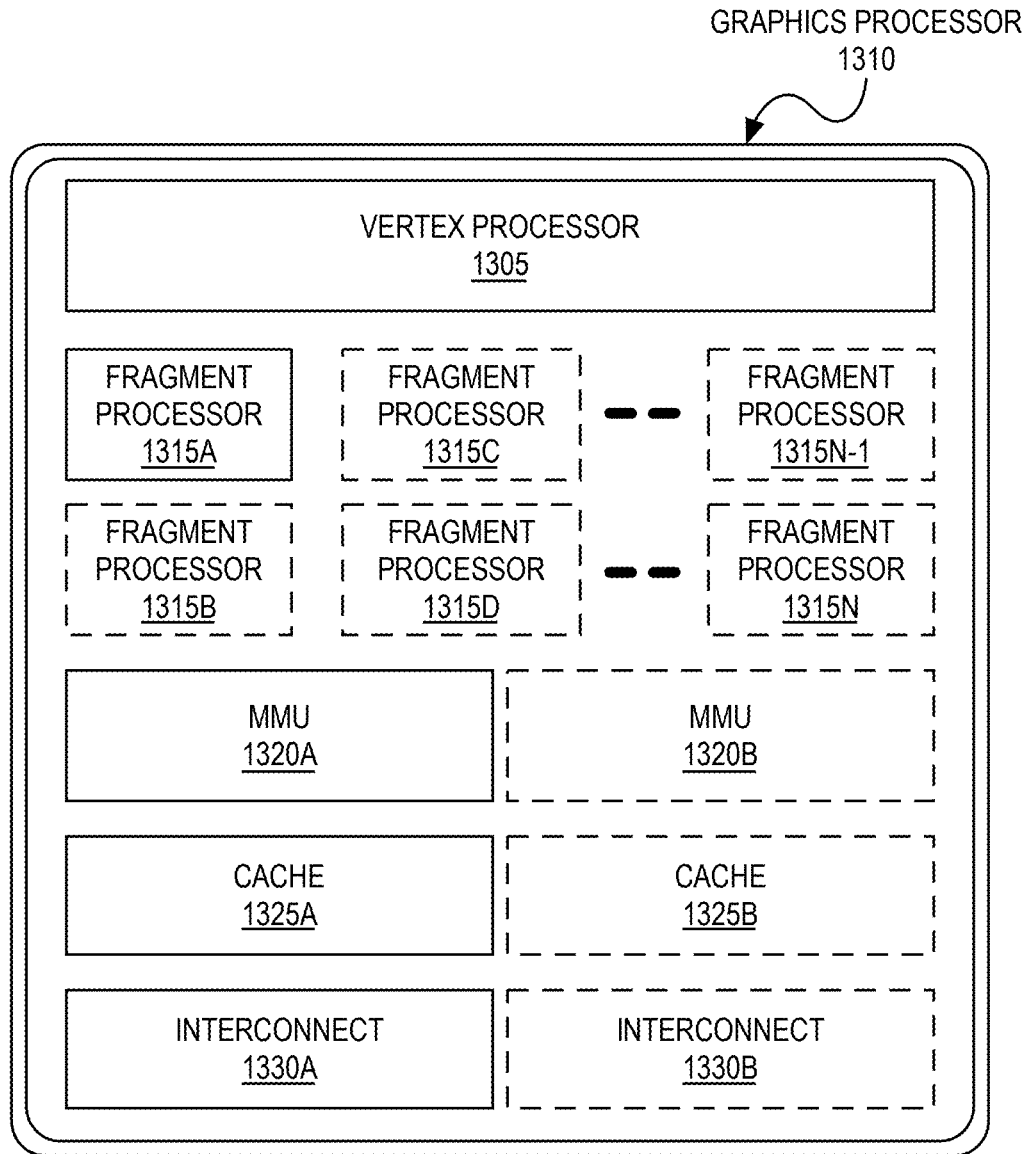 GRAPHICS PROCESSOR
1310
VERTEX PROCESSOR
1305
FRAGMENT
PROCESSOR
1315A
FRAGMENT
PROCESSOR
1315C
FRAGMENT
PROCESSOR
1315N-1
FRAGMENT
PROCESSOR
1315B
FRAGMENT
PROCESSOR
1315D
FRAGMENT
PROCESSOR
1315N
MMU
1320A
MMU
1320B
CACHE
1325A
CACHE
1325B
INTERCONNECT
1330A
INTERCONNECT
1330B